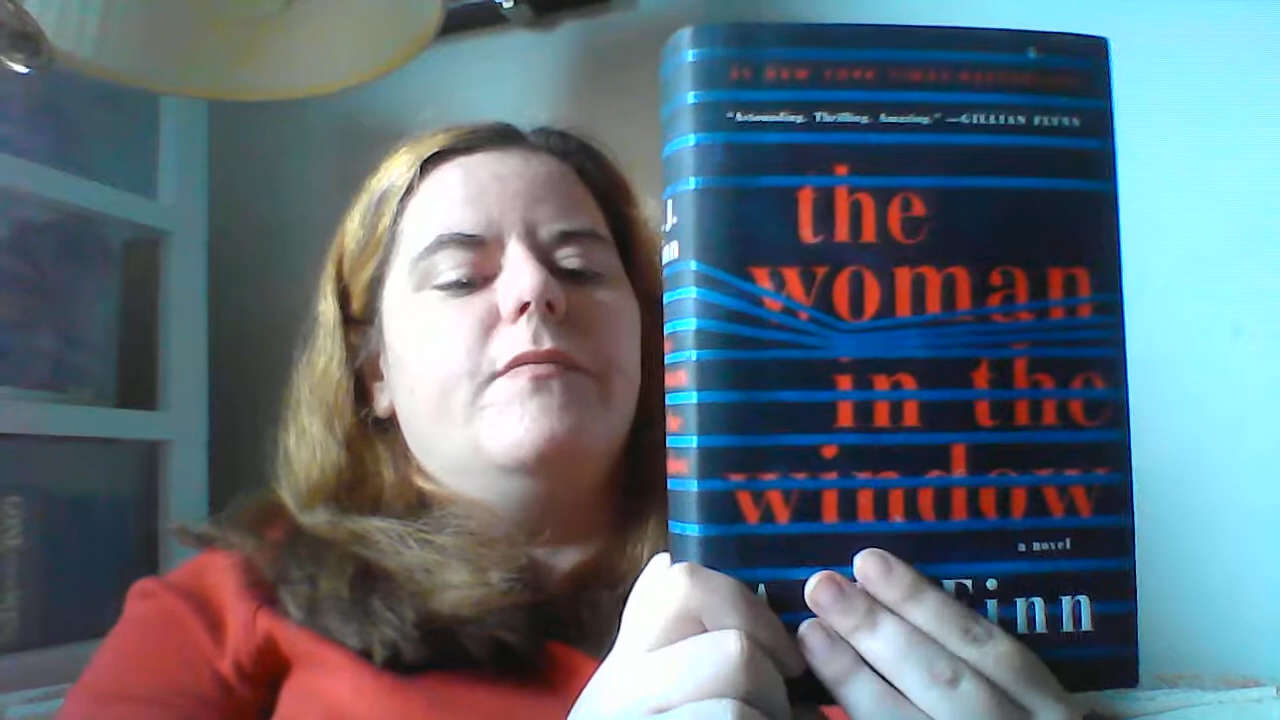 #1 NEW YORK TIMES BESTSELLER
"Astounding. Thrilling. Amazing." —GILLIAN FLYNN
the
woman
in the
window
a novel
A. Finn
J.